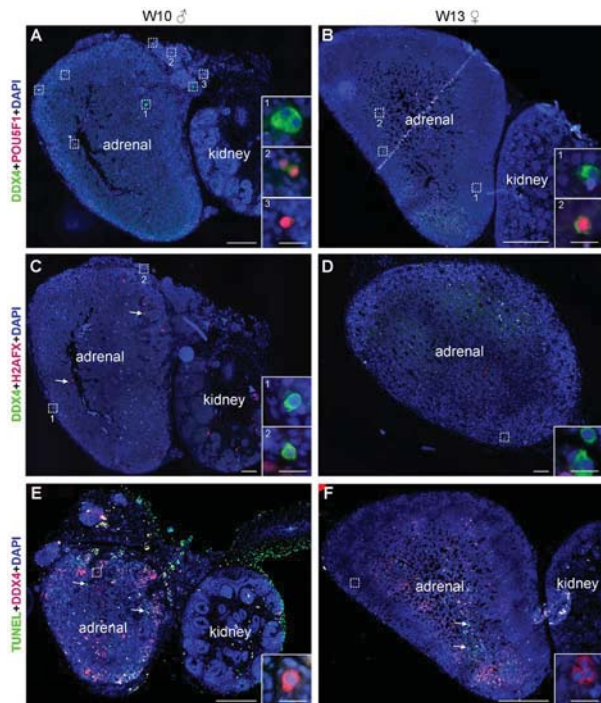 W10 ♂
W13 ♀
DDX4+POU5F1+DAPI
A
2
3
1
adrenal
kidney
1
2
3
B
2
adrenal
1
kidney
1
2
DDX4+H2AFX+DAPI
C
2
adrenal
1
kidney
1
2
D
adrenal
TUNEL+DDX4+DAPI
E
adrenal
kidney
F
adrenal
kidney